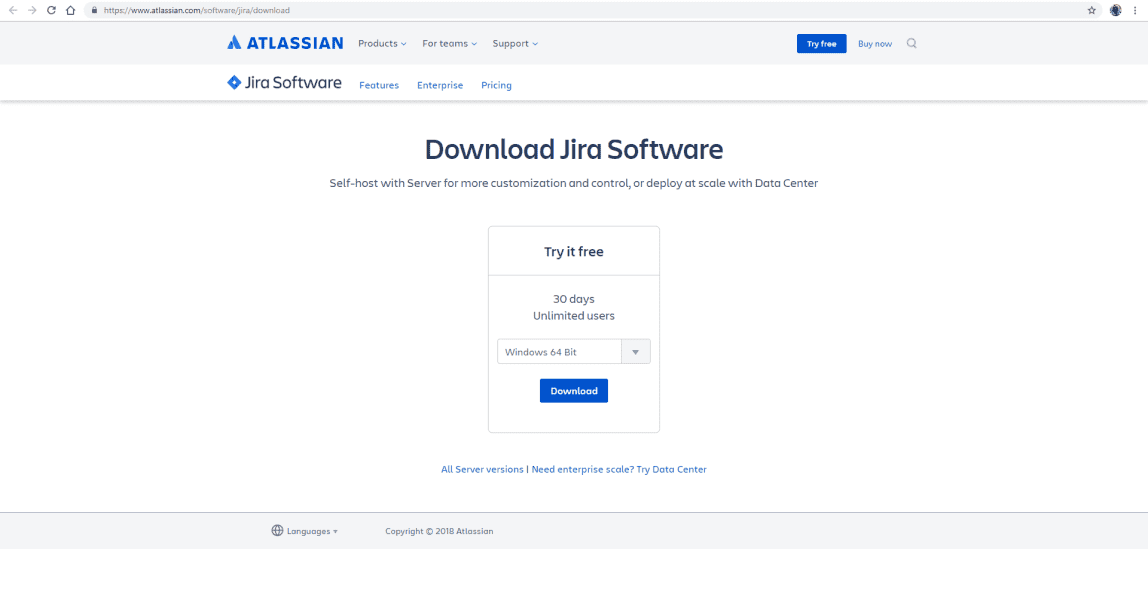 https://www.atlassian.com/software/jira/download
ATLASSIAN Products For teams Support Try free Buy now
Jira Software Features Enterprise Pricing
Download Jira Software
Self-host with Server for more customization and control, or deploy at scale with Data Center
Try it free
30 days
Unlimited users
Windows 64 Bit
Download
All Server versions | Need enterprise scale? Try Data Center
Languages Copyright © 2018 Atlassian